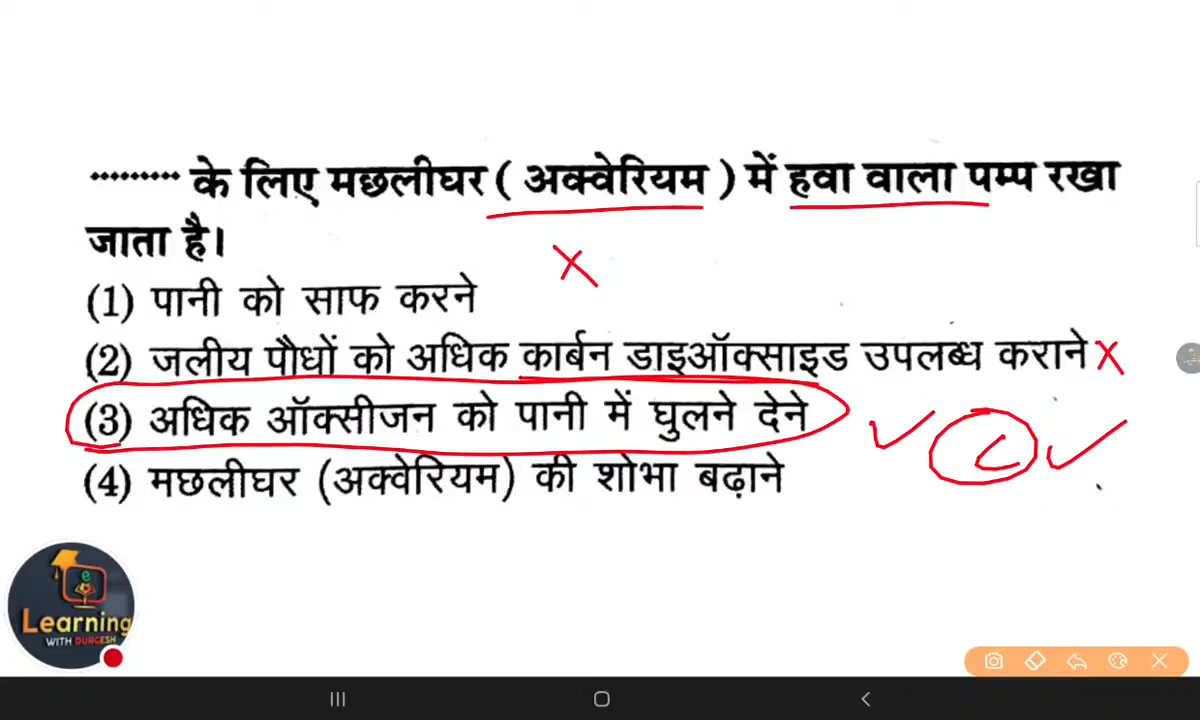 ......... के लिए मछलीघर ( अक्वेरियम ) में हवा वाला पम्प रखा
जाता है।
(1) पानी को साफ करने
(2) जलीय पौधों को अधिक कार्बन डाइऑक्साइड उपलब्ध कराने
(3) अधिक ऑक्सीजन को पानी में घुलने देने
(4) मछलीघर (अक्वेरियम) की शोभा बढ़ाने
e
Learning
WITH DURGESH